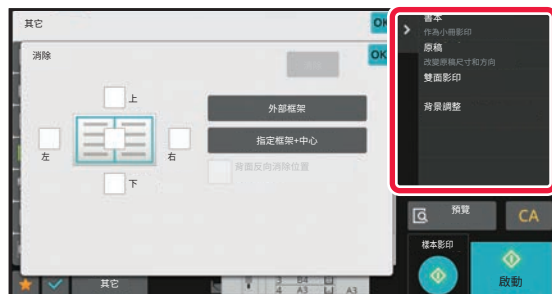 其它
OK
消除
OK
上
左
右
下
外部框架
指定框架+中心
背面反向消除位置
書本
作為小冊影印
原稿
改變原稿尺寸和方向
雙面影印
背景調整
預覽
CA
樣本影印
啟動
其它
3 B4
4 A3
A3